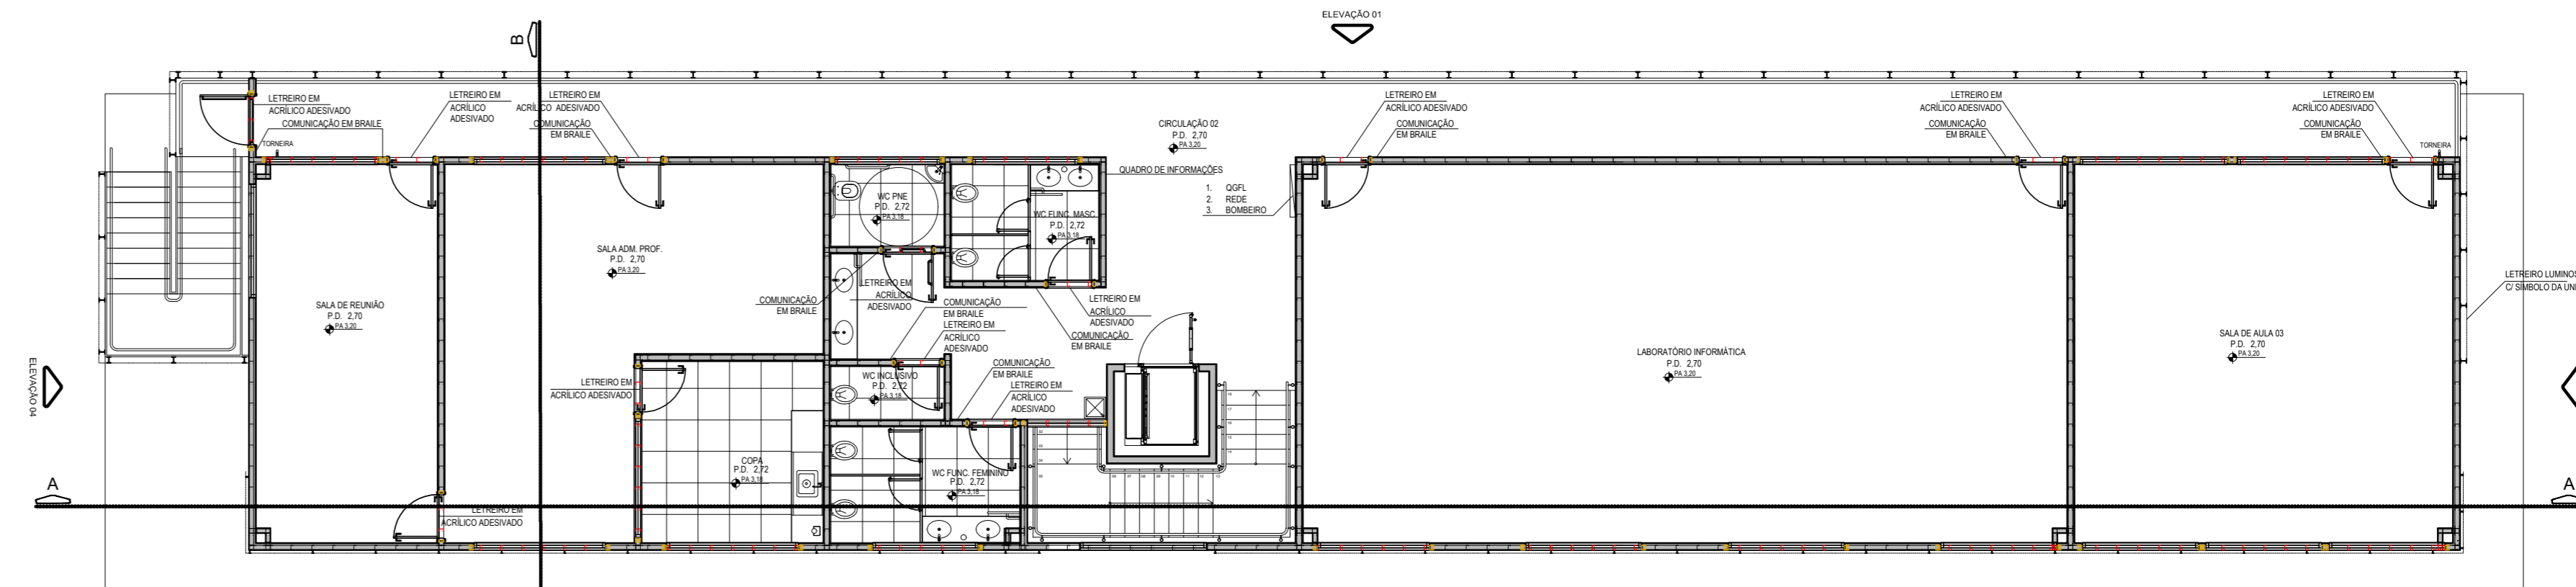 ELEVAÇÃO 01
B
LETREIRO EM
ACRÍLICO ADESIVADO
COMUNICAÇÃO EM BRAILE
TORNEIRA
LETREIRO EM
ACRÍLICO
ADESIVADO
LETREIRO EM
ACRÍLICO ADESIVADO
COMUNICAÇÃO
EM BRAILE
CIRCULAÇÃO 02
P.D. 2,70
PA 3,20
QUADRO DE INFORMAÇÕES
1. QGFL
2. REDE
3. BOMBEIRO
LETREIRO EM
ACRÍLICO ADESIVADO
COMUNICAÇÃO
EM BRAILE
LETREIRO EM
ACRÍLICO ADESIVADO
COMUNICAÇÃO
EM BRAILE
LETREIRO EM
ACRÍLICO ADESIVADO
COMUNICAÇÃO
EM BRAILE
TORNEIRA
WC PNE
P.D. 2,72
PA 3,18
WC FUNC. MASC.
P.D. 2,72
PA 3,18
SALA ADM. PROF.
P.D. 2,70
PA 3,20
SALA DE REUNIÃO
P.D. 2,70
PA 3,20
COMUNICAÇÃO
EM BRAILE
LETREIRO EM
ACRÍLICO
ADESIVADO
COMUNICAÇÃO
EM BRAILE
LETREIRO EM
ACRÍLICO
ADESIVADO
LETREIRO EM
ACRÍLICO
ADESIVADO
COMUNICAÇÃO
EM BRAILE
LETREIRO LUMINOS
C/ SÍMBOLO DA UNI
SALA DE AULA 03
P.D. 2,70
PA 3,20
LABORATÓRIO INFORMÁTICA
P.D. 2,70
PA 3,20
COMUNICAÇÃO
EM BRAILE
LETREIRO EM
ACRÍLICO
ADESIVADO
WC INCLUSIVO
P.D. 2,72
PA 3,18
LETREIRO EM
ACRÍLICO ADESIVADO
ELEVAÇÃO 04
COPA
P.D. 2,72
PA 3,18
WC FUNC. FEMININO
P.D. 2,72
PA 3,18
A
A
LETREIRO EM
ACRÍLICO ADESIVADO